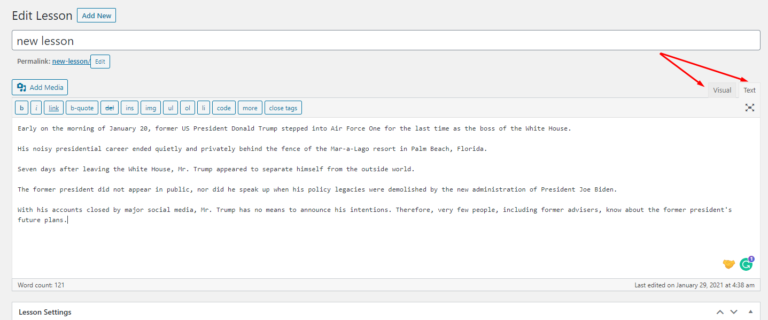 Edit Lesson Add New
new lesson
Permalink: new-lesson/ Edit
Add Media
Visual Text
b i link b-quote del ins img ul ol li code more close tags
Early on the morning of January 20, former US President Donald Trump stepped into Air Force One for the last time as the boss of the White House.
His noisy presidential career ended quietly and privately behind the fence of the Mar-a-Lago resort in Palm Beach, Florida.
Seven days after leaving the White House, Mr. Trump appeared to separate himself from the outside world.
The former president did not appear in public, nor did he speak up when his policy legacies were demolished by the new administration of President Joe Biden.
With his accounts closed by major social media, Mr. Trump has no means to announce his intentions. Therefore, very few people, including former advisers, know about the former president's
future plans.
1
Word count: 121 Last edited on January 29, 2021 at 4:38 am
Lesson Settings